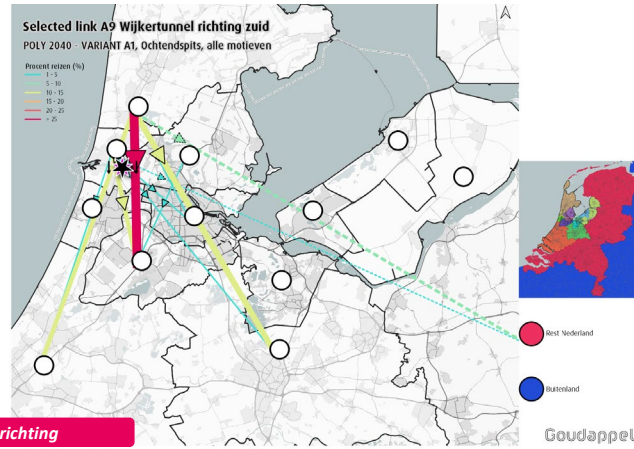 Selected link A9 Wijkertunnel richting zuid
POLY 2040 - VARIANT A1, Ochtendspits, alle motieven
Procent reizen (%)
1 - 5
5 - 10
10 - 15
15 - 20
20 - 25
> 25
Rest Nederland
Buitenland
richting
Goudappel